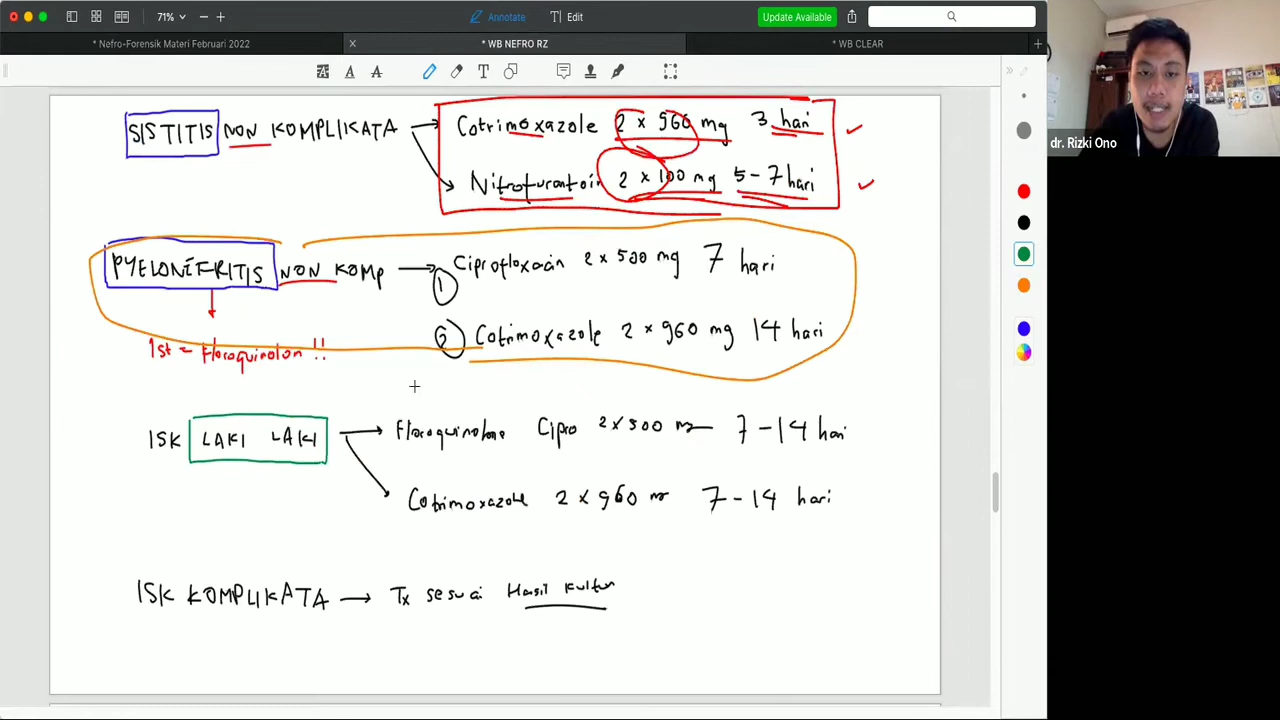 71%
Annotate
Edit
Update Available
* Nefro-Forensik Materi Februari 2022
* WB NEFRO RZ
* WB CLEAR
dr. Rizki Ono
SISTITIS NON KOMPLIKATA → Cotrimoxazole 2 x 960 mg 3 hari
Nitrofurantoin 2 x 100 mg 5-7 hari
PYELONEFRITIS NON KOMP → ① Ciprofloxacin 2 x 500 mg 7 hari
② Cotrimoxazole 2 x 960 mg 14 hari
1st = Floroquinolon !!
ISK LAKI LAKI → Floroquinolone Cipro 2 x 500 mg 7-14 hari
Cotrimoxazole 2 x 960 mg 7-14 hari
ISK KOMPLIKATA → Tx sesuai Hasil Kultur